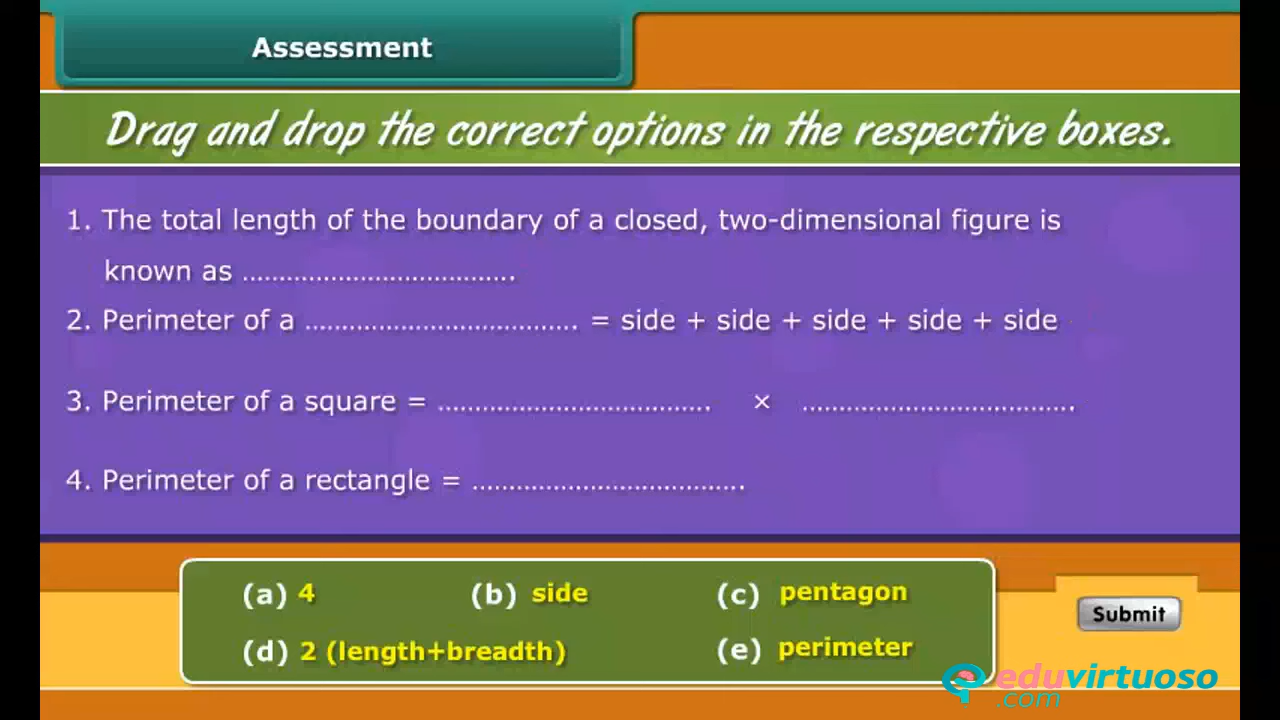 Assessment
Drag and drop the correct options in the respective boxes.
1. The total length of the boundary of a closed, two-dimensional figure is
known as ......................................
2. Perimeter of a ...................................... = side + side + side + side + side
3. Perimeter of a square = ...................................... × ......................................
4. Perimeter of a rectangle = ......................................
(a) 4 (b) side (c) pentagon
(d) 2 (length+breadth) (e) perimeter
Submit
eduvirtuoso
.com